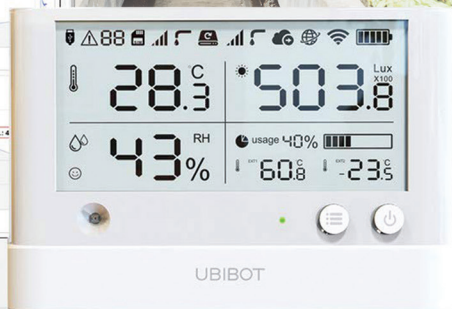 88
28.3 °C
503.8 Lux X100
43% RH
usage 40%
EXT1 60.8 °C EXT2 -23.5 °C
UBIBOT